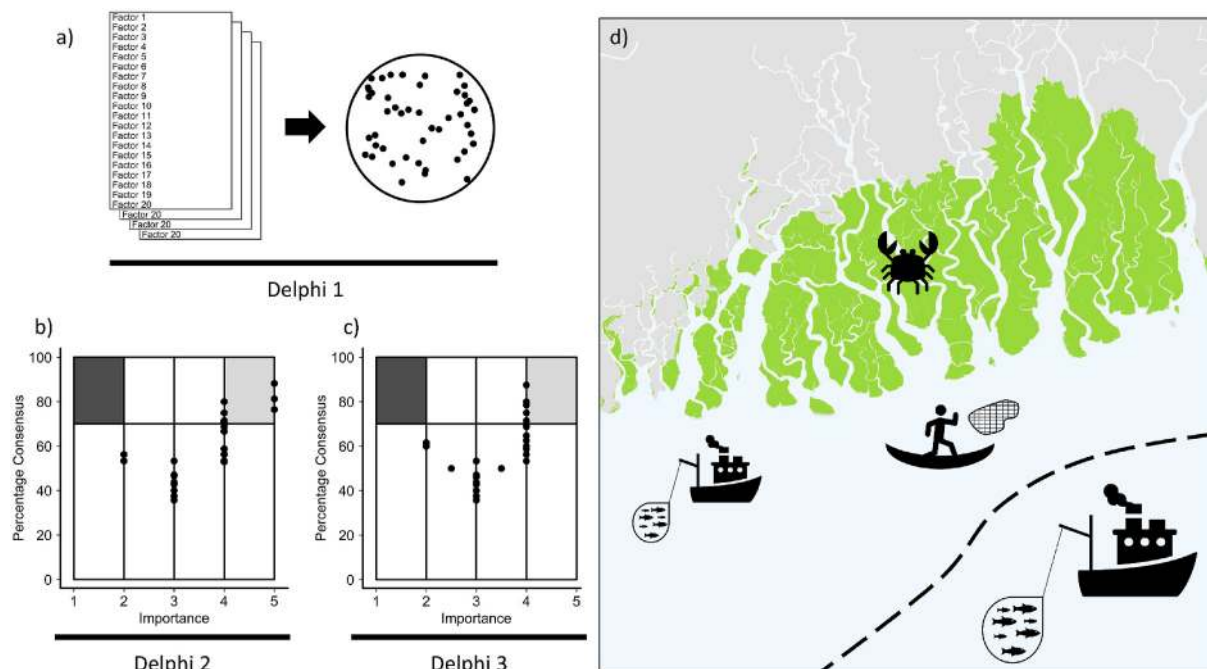 a)
Factor 1
Factor 2
Factor 3
Factor 4
Factor 5
Factor 6
Factor 7
Factor 8
Factor 9
Factor 10
Factor 11
Factor 12
Factor 13
Factor 14
Factor 15
Factor 16
Factor 17
Factor 18
Factor 19
Factor 20
Factor 20
Factor 20
Factor 20
Delphi 1
b)
100
80
60
40
20
0
Percentage Consensus
1 2 3 4 5
Importance
Delphi 2
c)
100
80
60
40
20
0
Percentage Consensus
1 2 3 4 5
Importance
Delphi 3
d)